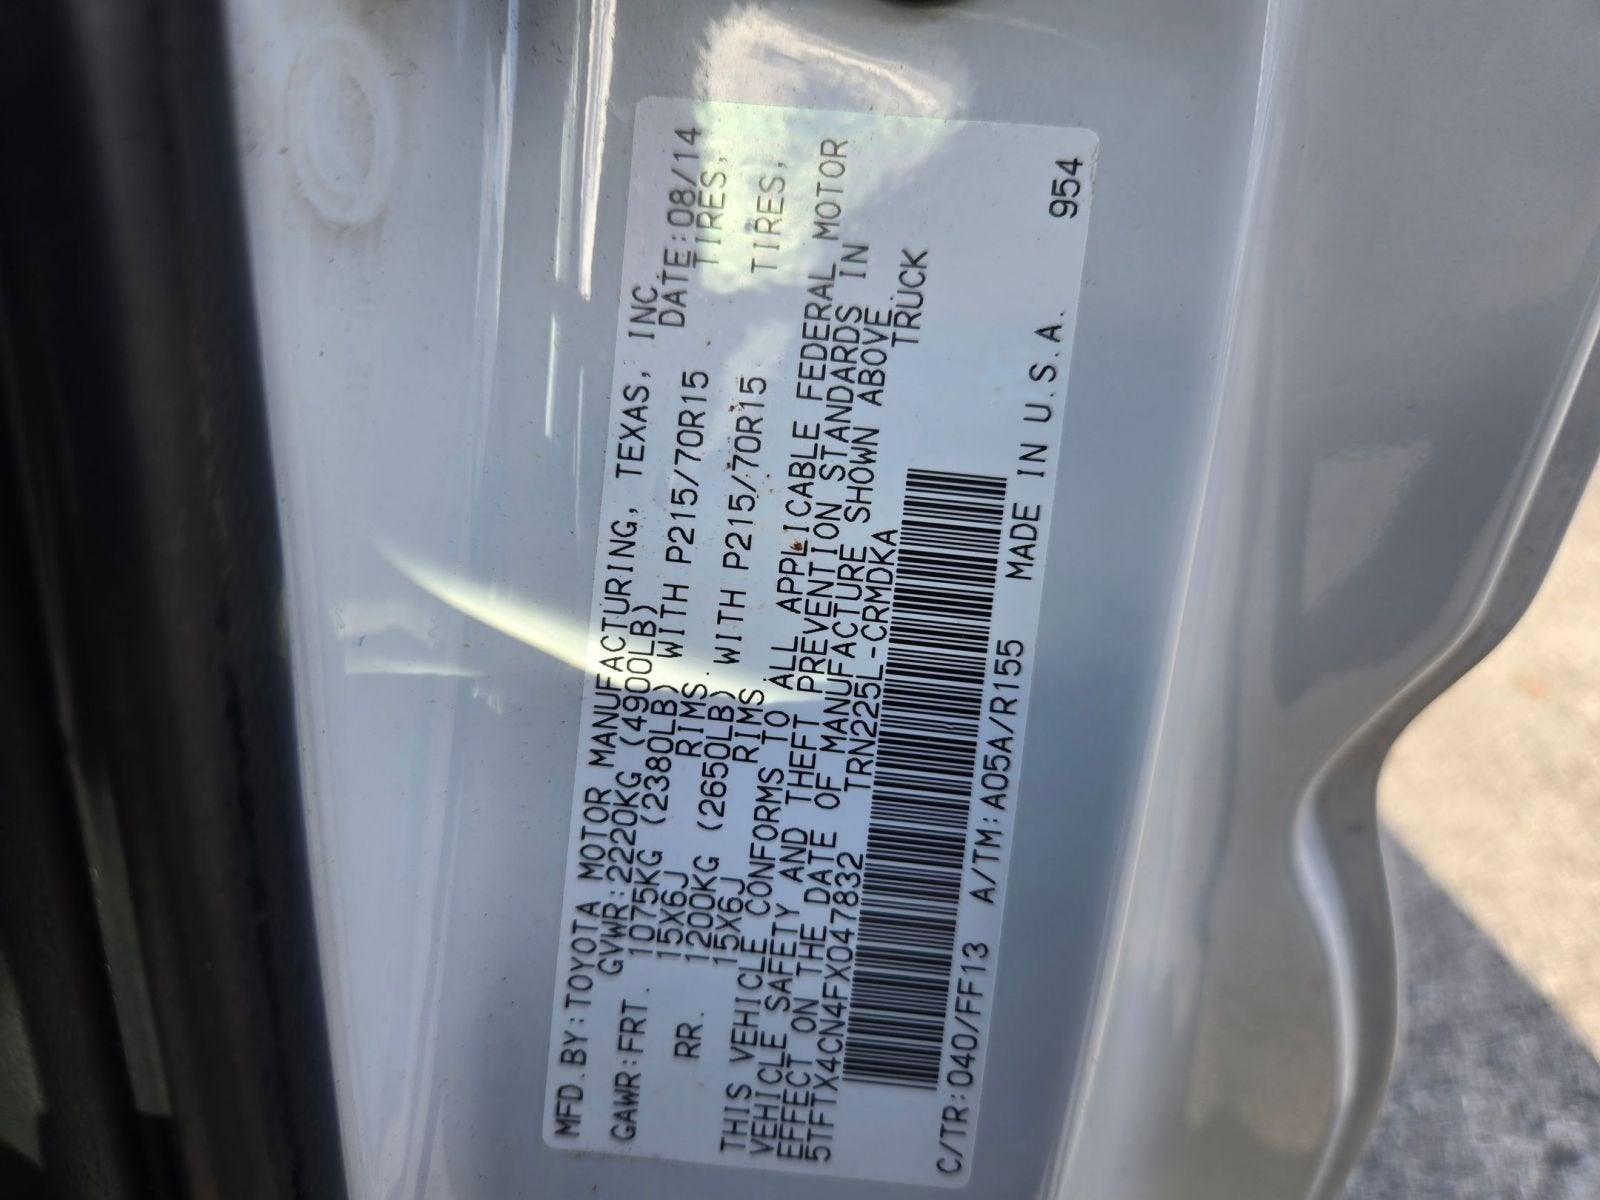 MFD.BY:TOYOTA MOTOR MANUFACTURING, TEXAS, INC.
GVWR:2220KG (4900LB) DATE:08/14
GAWR:FRT. 1075KG (2380LB) WITH P215/70R15 TIRES,
15X6J RIMS.
RR. 1200KG (2650LB) WITH P215/70R15 TIRES,
15X6J RIMS
THIS VEHICLE CONFORMS TO ALL APPLICABLE FEDERAL MOTOR
VEHICLE SAFETY AND THEFT PREVENTION STANDARDS IN
EFFECT ON THE DATE OF MANUFACTURE SHOWN ABOVE.
5TFTX4CN4FX047832 TRN225L-CRMDKA TRUCK
C/TR:040/FF13 A/TM:A05A/R155 MADE IN U.S.A. 954